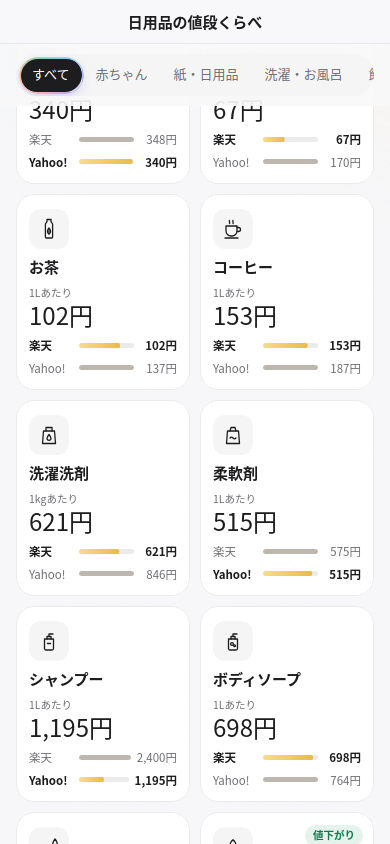 日用品の値段くらべ
すべて 赤ちゃん 紙・日用品 洗濯・お風呂
340円 67円
楽天 348円 楽天 67円
Yahoo! 340円 Yahoo! 170円
お茶 コーヒー
1Lあたり 1Lあたり
102円 153円
楽天 102円 楽天 153円
Yahoo! 137円 Yahoo! 187円
洗濯洗剤 柔軟剤
1kgあたり 1Lあたり
621円 515円
楽天 621円 楽天 575円
Yahoo! 846円 Yahoo! 515円
シャンプー ボディソープ
1Lあたり 1Lあたり
1,195円 698円
楽天 2,400円 楽天 698円
Yahoo! 1,195円 Yahoo! 764円
値下がり